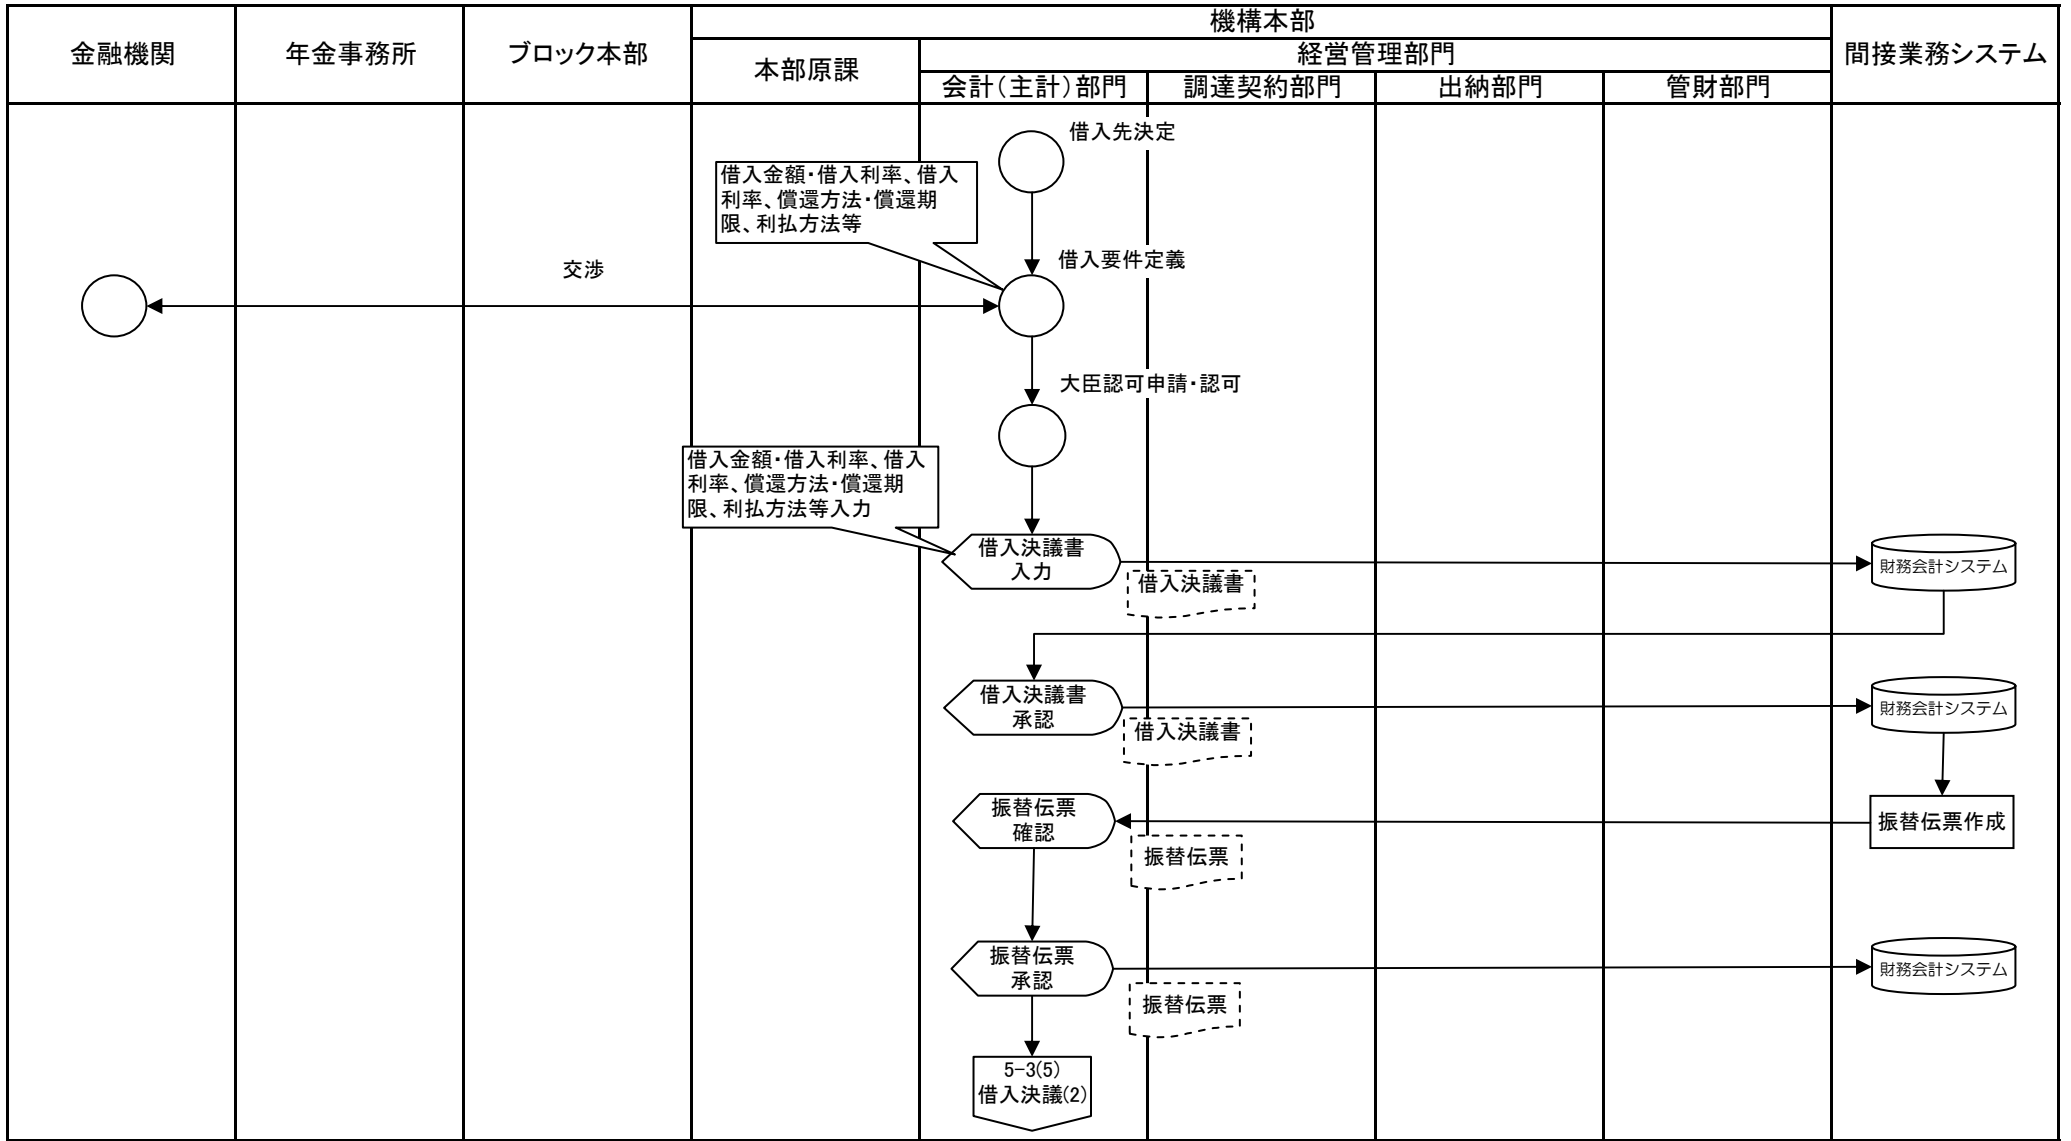 機構本部
金融機関
年金事務所
ブロック本部
経営管理部門
間接業務システム
本部原課
会計(主計)部門
調達契約部門
出納部門
管財部門
借入先決定
借入金額・借入利率、借入
利率、償還方法・償還期
限、利払方法等
借入要件定義
交渉
大臣認可申請・認可
借入金額・借入利率、借入
利率、償還方法・償還期
限、利払方法等入力
借入決議書
入力
財務会計システム
借入決議書
借入決議書
承認
財務会計システム
借入決議書
振替伝票
確認
振替伝票作成
振替伝票
振替伝票
承認
財務会計システム
振替伝票
5-3(5)
借入決議(2)